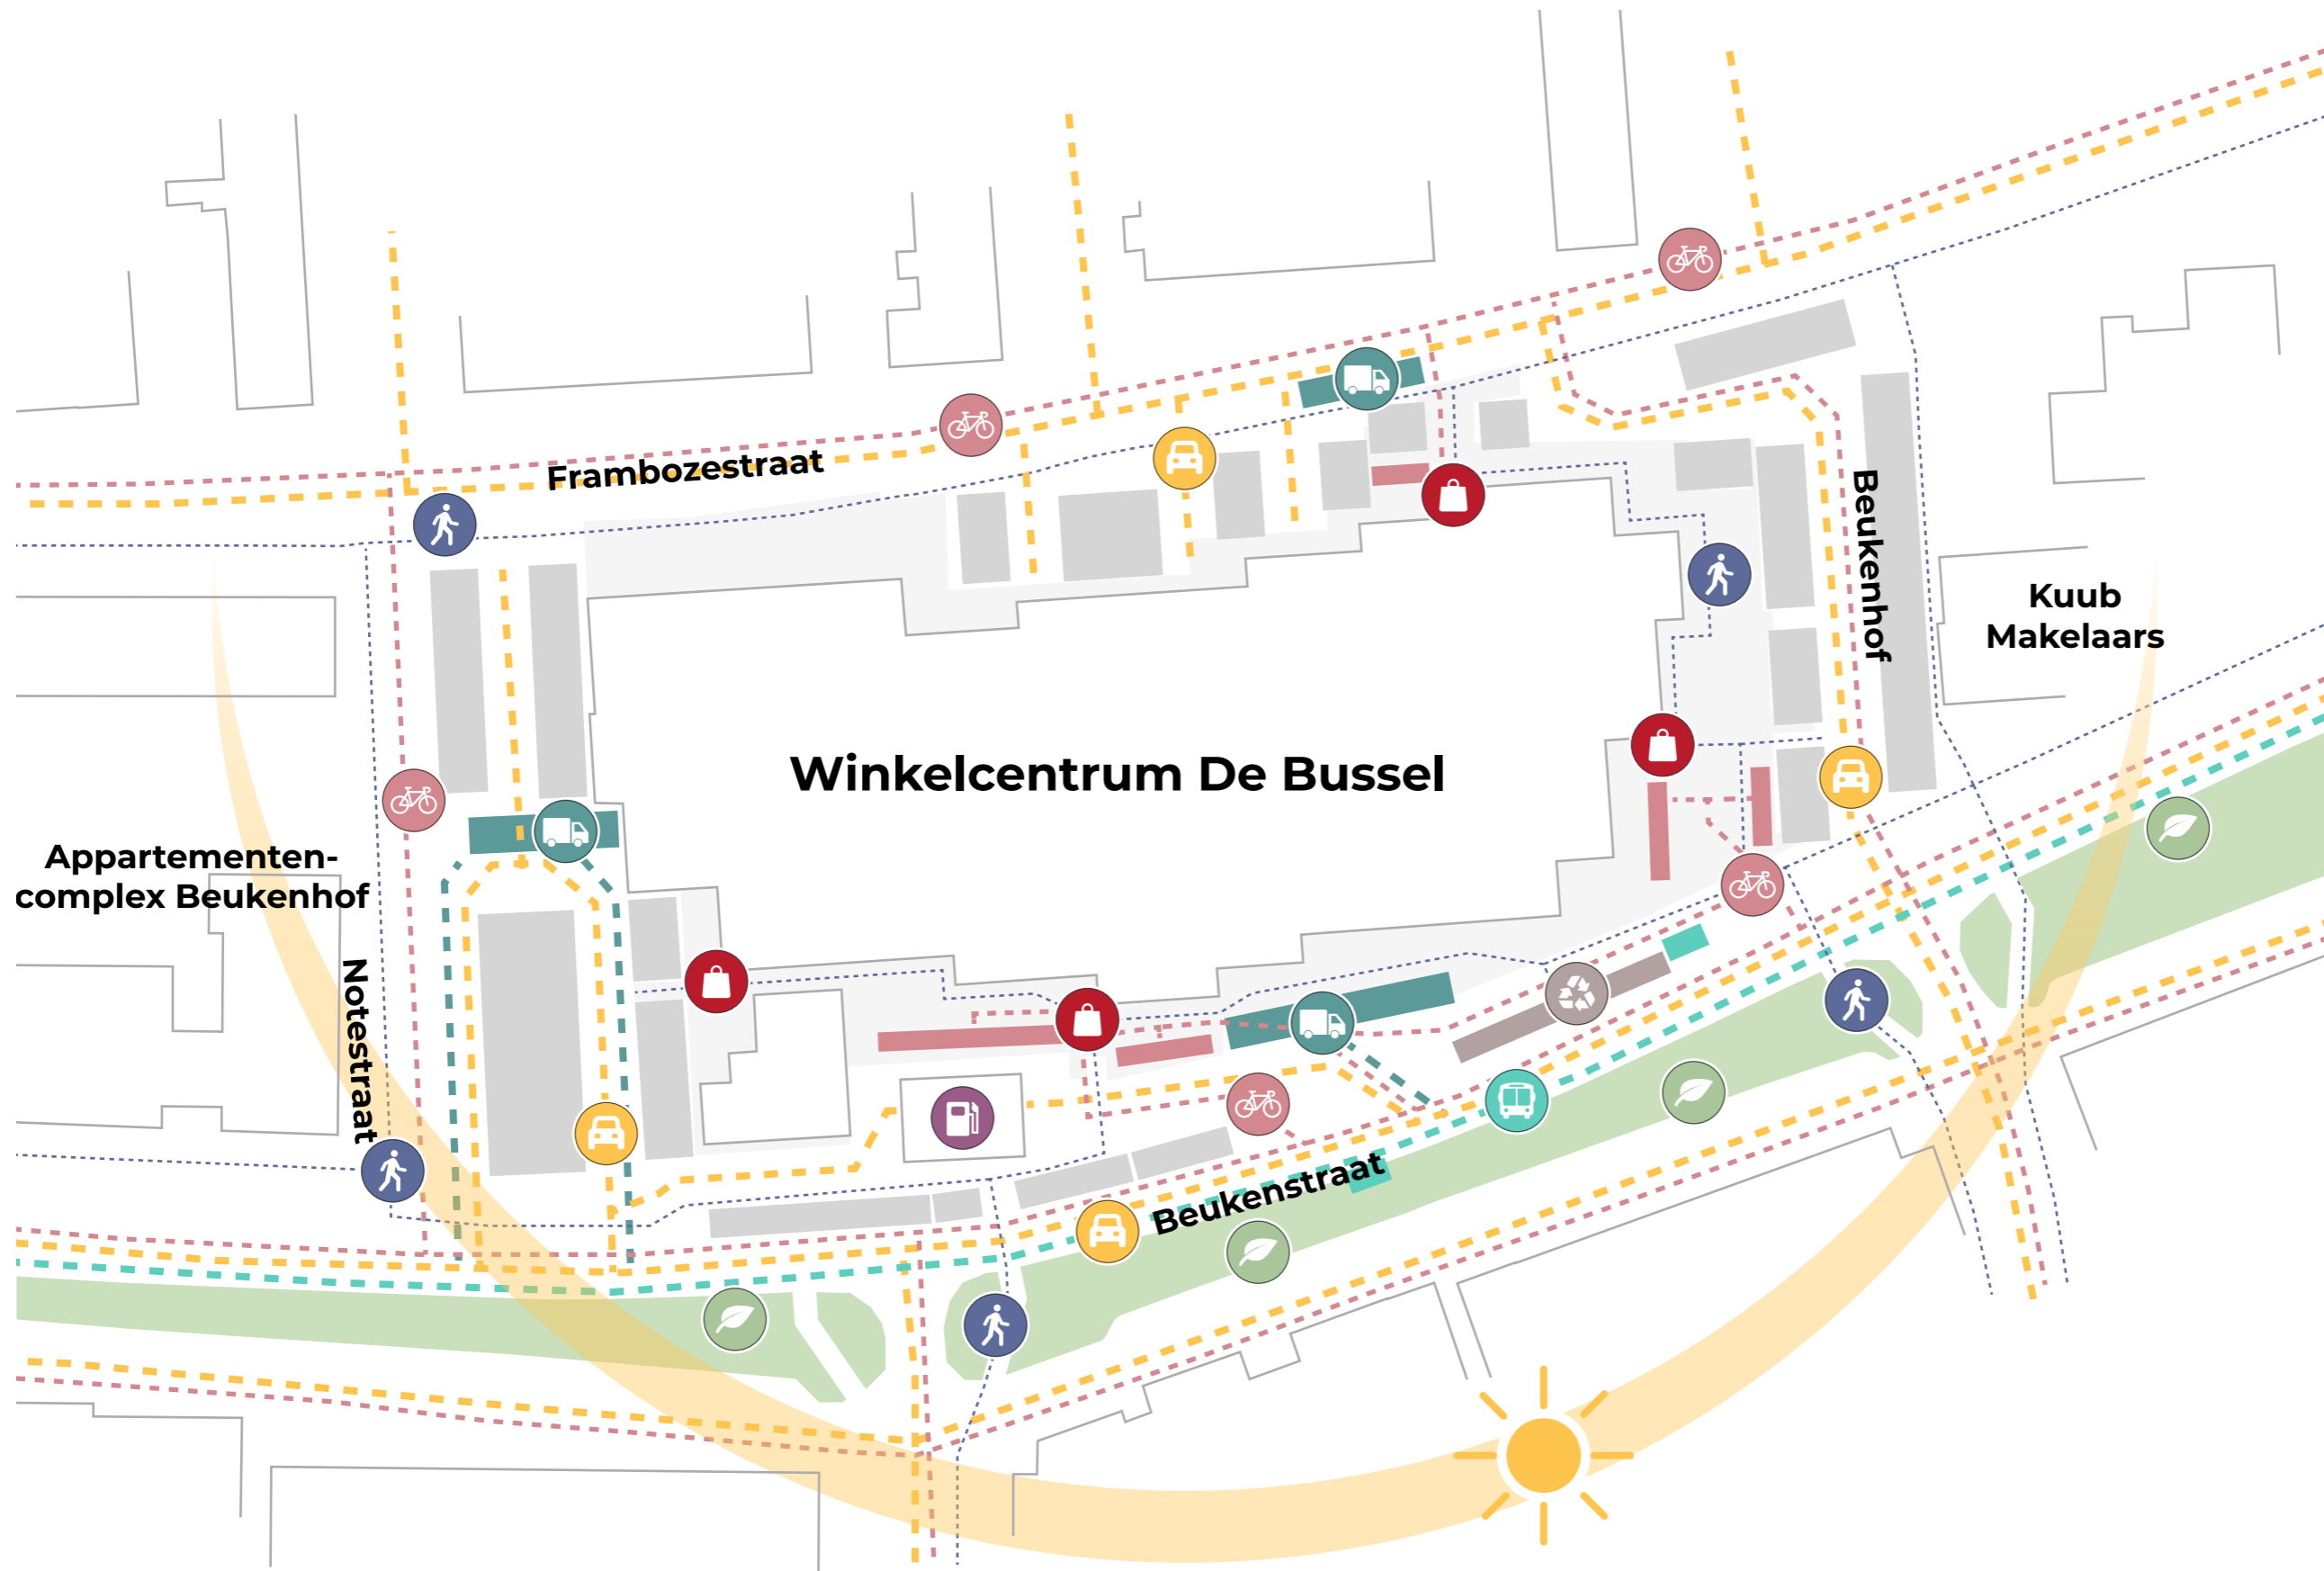 Frambozestraat
Beukenhof
Kuub
Makelaars
Winkelcentrum De Bussel
Appartementen-
complex Beukenhof
Notestraat
Beukenstraat